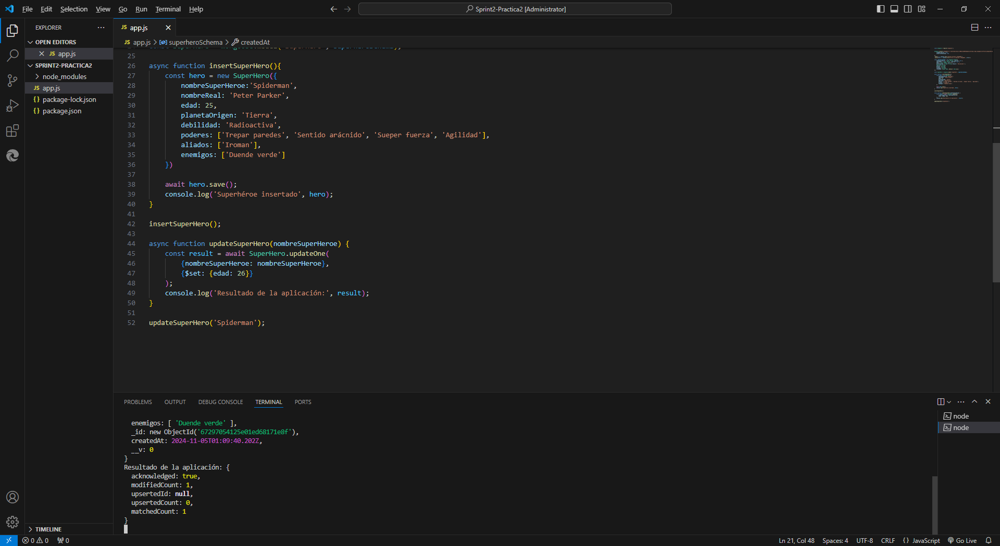 File Edit Selection View Go Run Terminal Help
Sprint2-Practica2 [Administrator]
EXPLORER
OPEN EDITORS
JS app.js
SPRINT2-PRACTICA2
node_modules
JS app.js
{} package-lock.json
{} package.json
TIMELINE
JS app.js
JS app.js > superheroSchema > createdAt
25
26 async function insertSuperHero(){
27 const hero = new SuperHero({
28 nombreSuperHeroe:'Spiderman',
29 nombreReal: 'Peter Parker',
30 edad: 25,
31 planetaOrigen: 'Tierra',
32 debilidad: 'Radioactiva',
33 poderes: ['Trepar paredes', 'Sentido arácnido', 'Sueper fuerza', 'Agilidad'],
34 aliados: ['Iroman'],
35 enemigos: ['Duende verde']
36 })
37
38 await hero.save();
39 console.log('Superhéroe insertado', hero);
40 }
41
42 insertSuperHero();
43
44 async function updateSuperHero(nombreSuperHeroe) {
45 const result = await SuperHero.updateOne(
46 {nombreSuperHeroe: nombreSuperHeroe},
47 {$set: {edad: 26}}
48 );
49 console.log('Resultado de la aplicación:', result);
50 }
51
52 updateSuperHero('Spiderman');
PROBLEMS OUTPUT DEBUG CONSOLE TERMINAL PORTS
enemigos: [ 'Duende verde' ],
_id: new ObjectId('67297054125e01ed68171e8f'),
createdAt: 2024-11-05T01:09:40.202Z,
__v: 0
}
Resultado de la aplicación: {
acknowledged: true,
modifiedCount: 1,
upsertedId: null,
upsertedCount: 0,
matchedCount: 1
}
node
node
0 0 0 Ln 21, Col 48 Spaces: 4 UTF-8 CRLF {} JavaScript Go Live